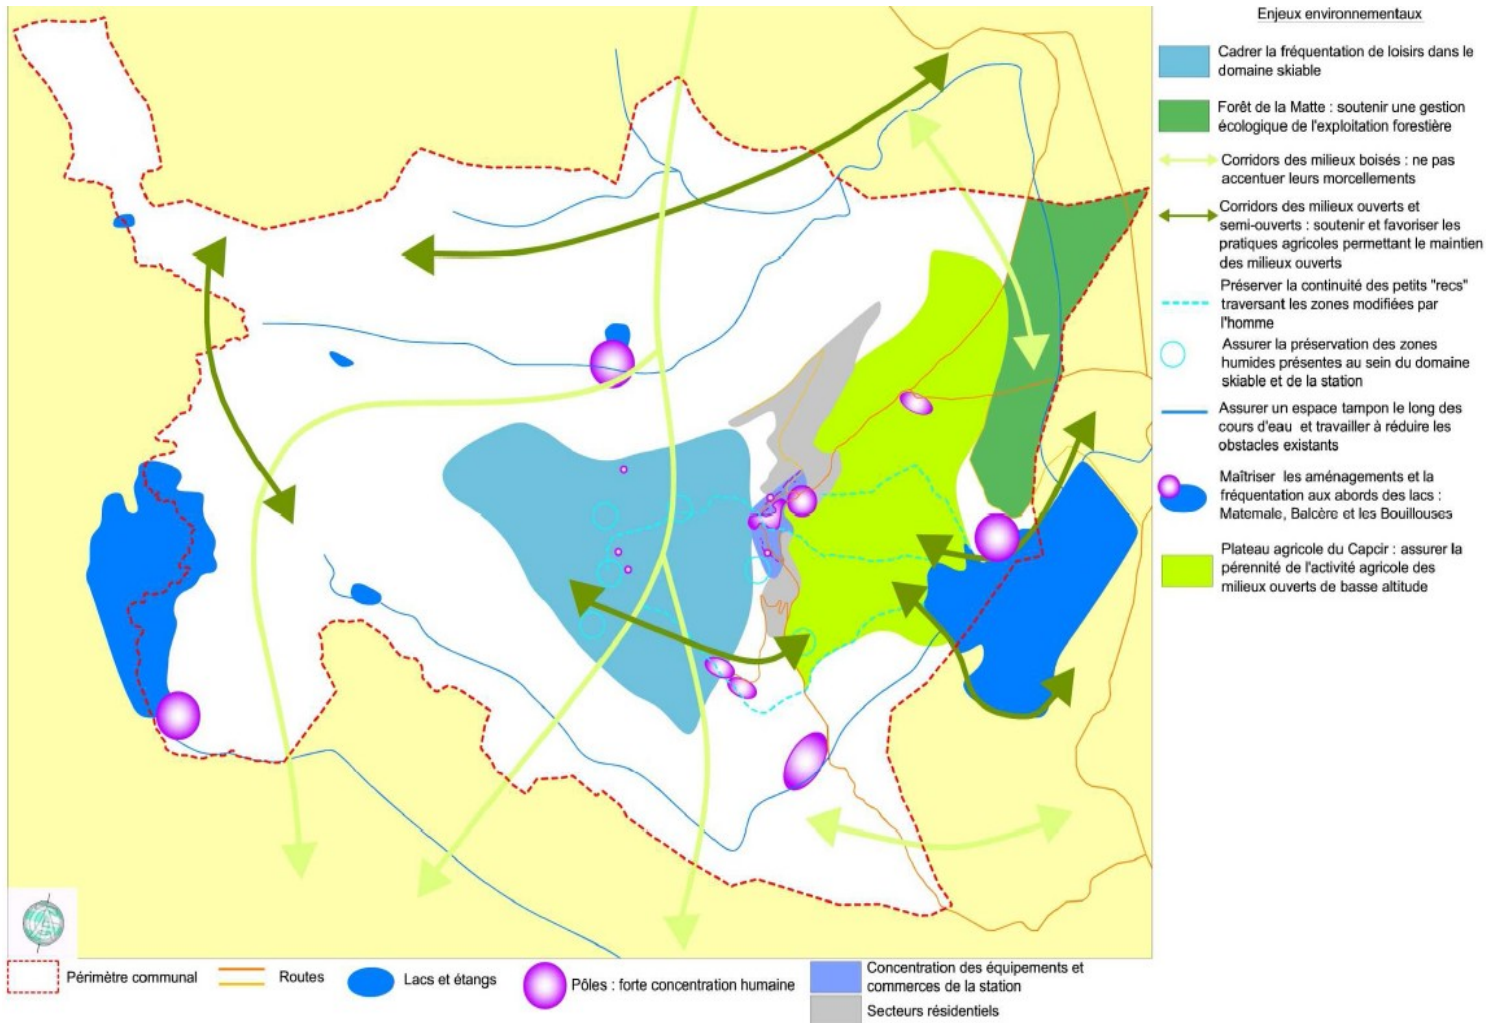 Enjeux environnementaux
Cadrer la fréquentation de loisirs dans le
domaine skiable
Forêt de la Matte : soutenir une gestion
écologique de l'exploitation forestière
Corridors des milieux boisés : ne pas
accentuer leurs morcellements
Corridors des milieux ouverts et
semi-ouverts : soutenir et favoriser les
pratiques agricoles permettant le maintien
des milieux ouverts
Préserver la continuité des petits "recs"
traversant les zones modifiées par
l'homme
Assurer la préservation des zones
humides présentes au sein du domaine
skiable et de la station
Assurer un espace tampon le long des
cours d'eau et travailler à réduire les
obstacles existants
Maîtriser les aménagements et la
fréquentation aux abords des lacs :
Matemale, Balcère et les Bouillouses
Plateau agricole du Capcir : assurer la
pérennité de l'activité agricole des
milieux ouverts de basse altitude
Périmètre communal
Routes
Lacs et étangs
Pôles : forte concentration humaine
Concentration des équipements et
commerces de la station
Secteurs résidentiels